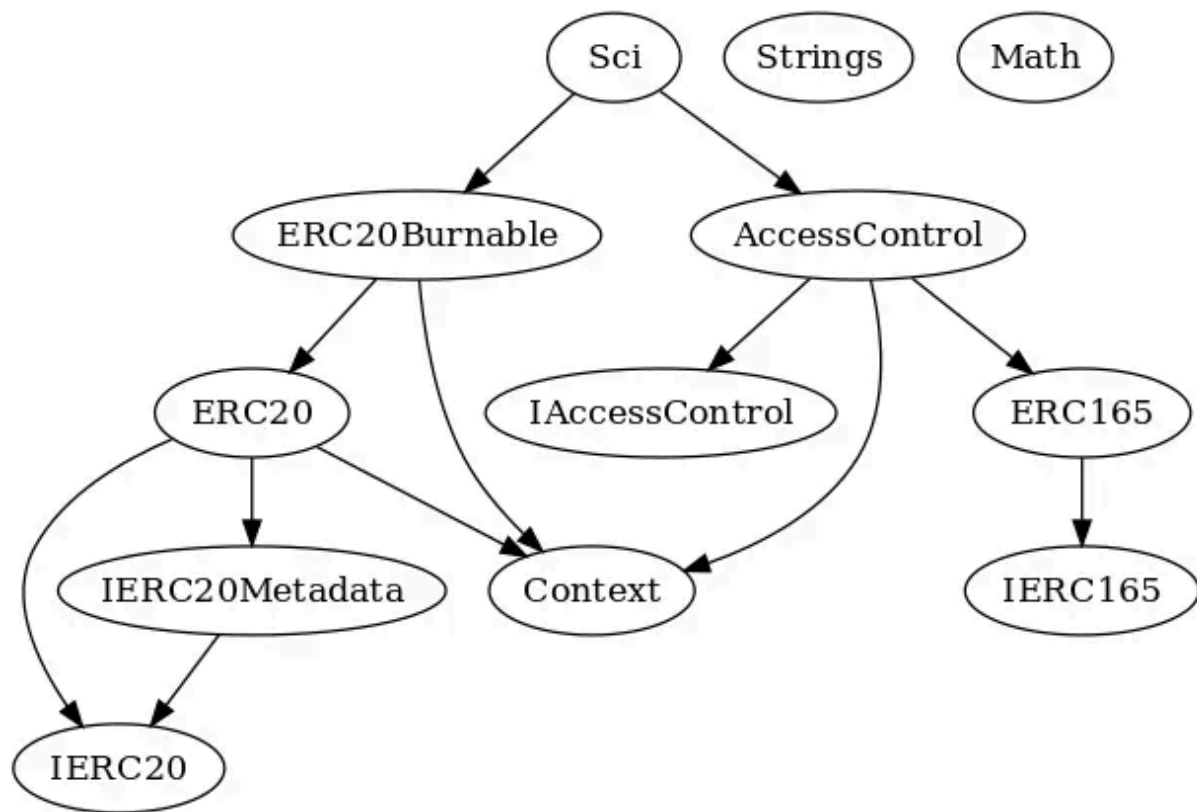 Sci
Strings
Math
ERC20Burnable
AccessControl
ERC20
IAccessControl
ERC165
IERC20Metadata
Context
IERC165
IERC20